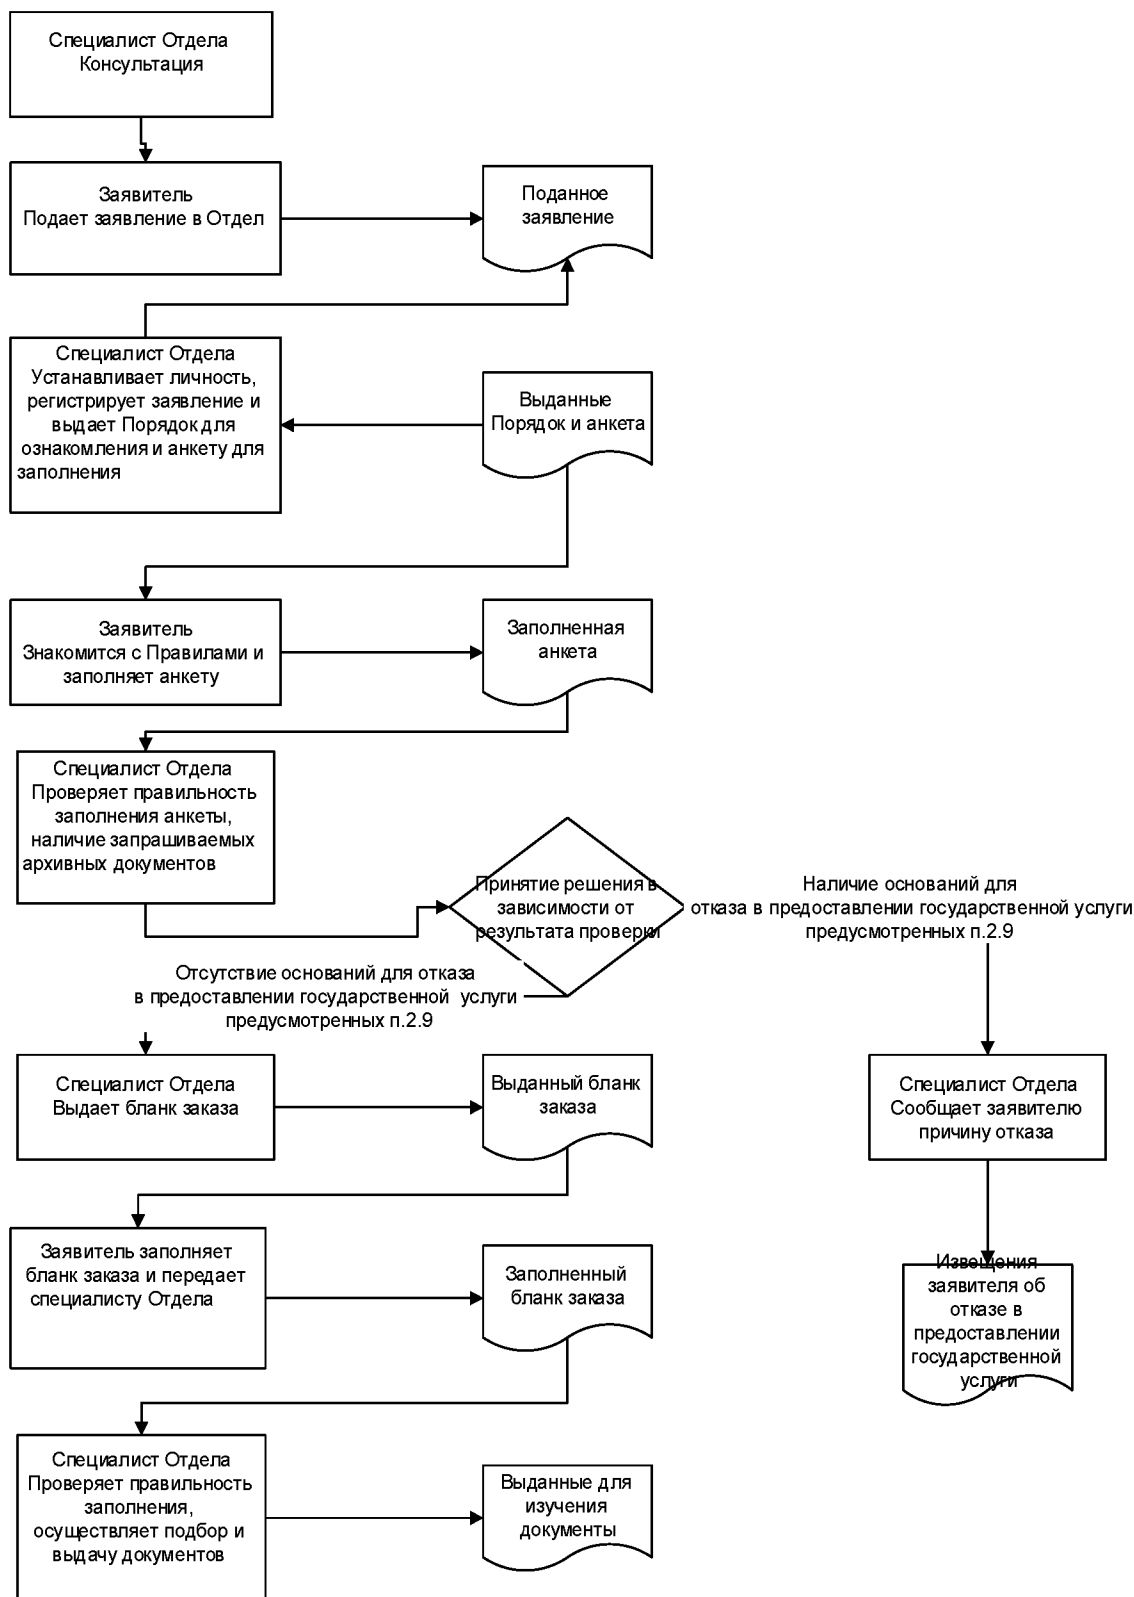 Специалист Отдела
Консультация
Заявитель
Подает заявление в Отдел
Поданное
заявление
Специалист Отдела
Устанавливает личность,
регистрирует заявление и
выдает Порядок для
ознакомления и анкету для
заполнения
Выданные
Порядок и анкета
Заявитель
Знакомится с Правилами и
заполняет анкету
Заполненная
анкета
Специалист Отдела
Проверяет правильность
заполнения анкеты,
наличие запрашиваемых
архивных документов
Принятие решения в
зависимости от
результата проверки
Наличие оснований для
отказа в предоставлении государственной услуги
предусмотренных п.2.9
Отсутствие оснований для отказа
в предоставлении государственной услуги
предусмотренных п.2.9
Специалист Отдела
Выдает бланк заказа
Выданный бланк
заказа
Специалист Отдела
Сообщает заявителю
причину отказа
Заявитель заполняет
бланк заказа и передает
специалисту Отдела
Заполненный
бланк заказа
Извещения
заявителя об
отказе в
предоставлении
государственной
услуги
Специалист Отдела
Проверяет правильность
заполнения,
осуществляет подбор и
выдачу документов
Выданные для
изучения
документы